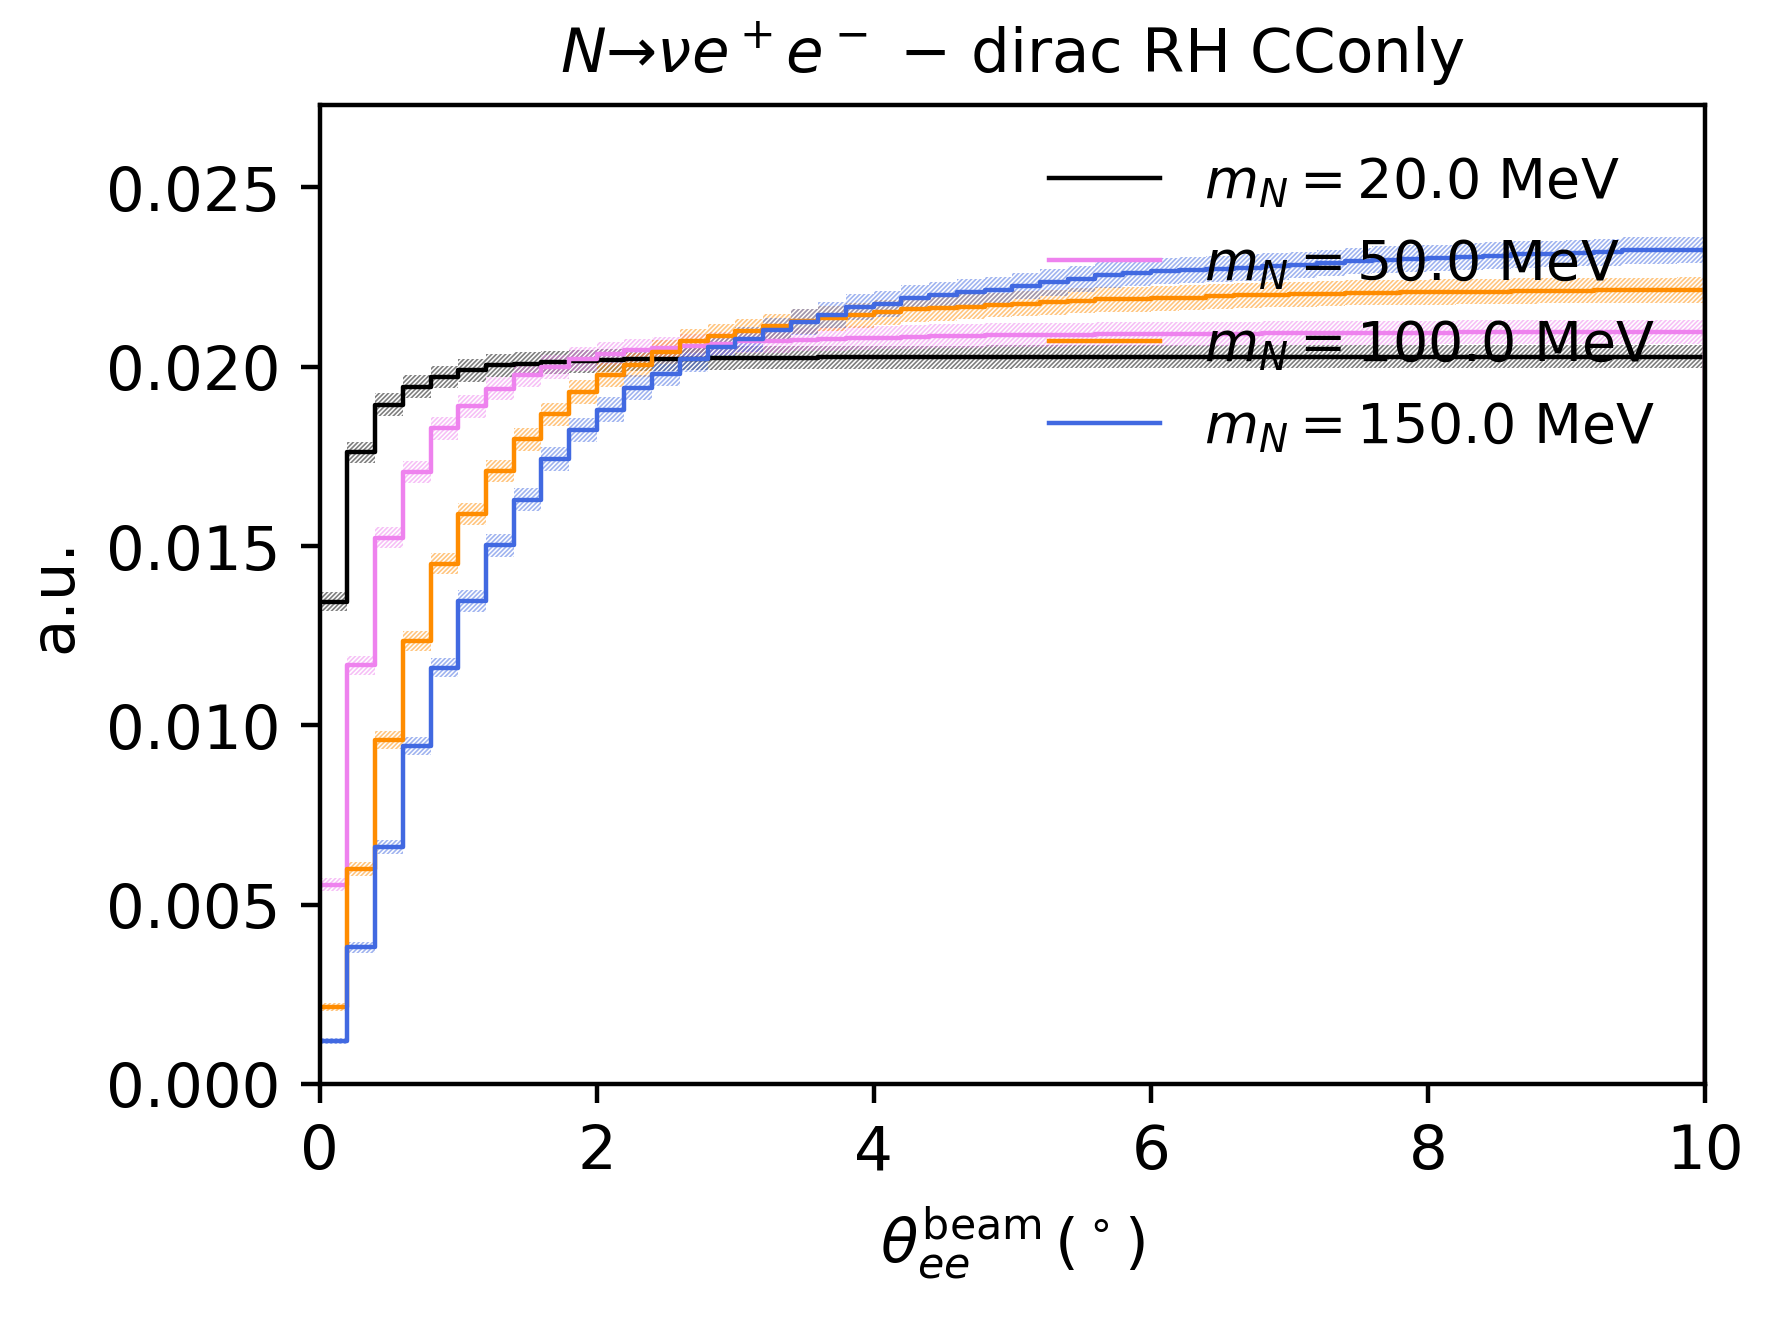 N→νe⁺e⁻ − dirac RH CConly
a.u.
0.025
0.020
0.015
0.010
0.005
0.000
m_N = 20.0 MeV
m_N = 50.0 MeV
m_N = 100.0 MeV
m_N = 150.0 MeV
0 2 4 6 8 10
θ_{ee}^{beam} (°)